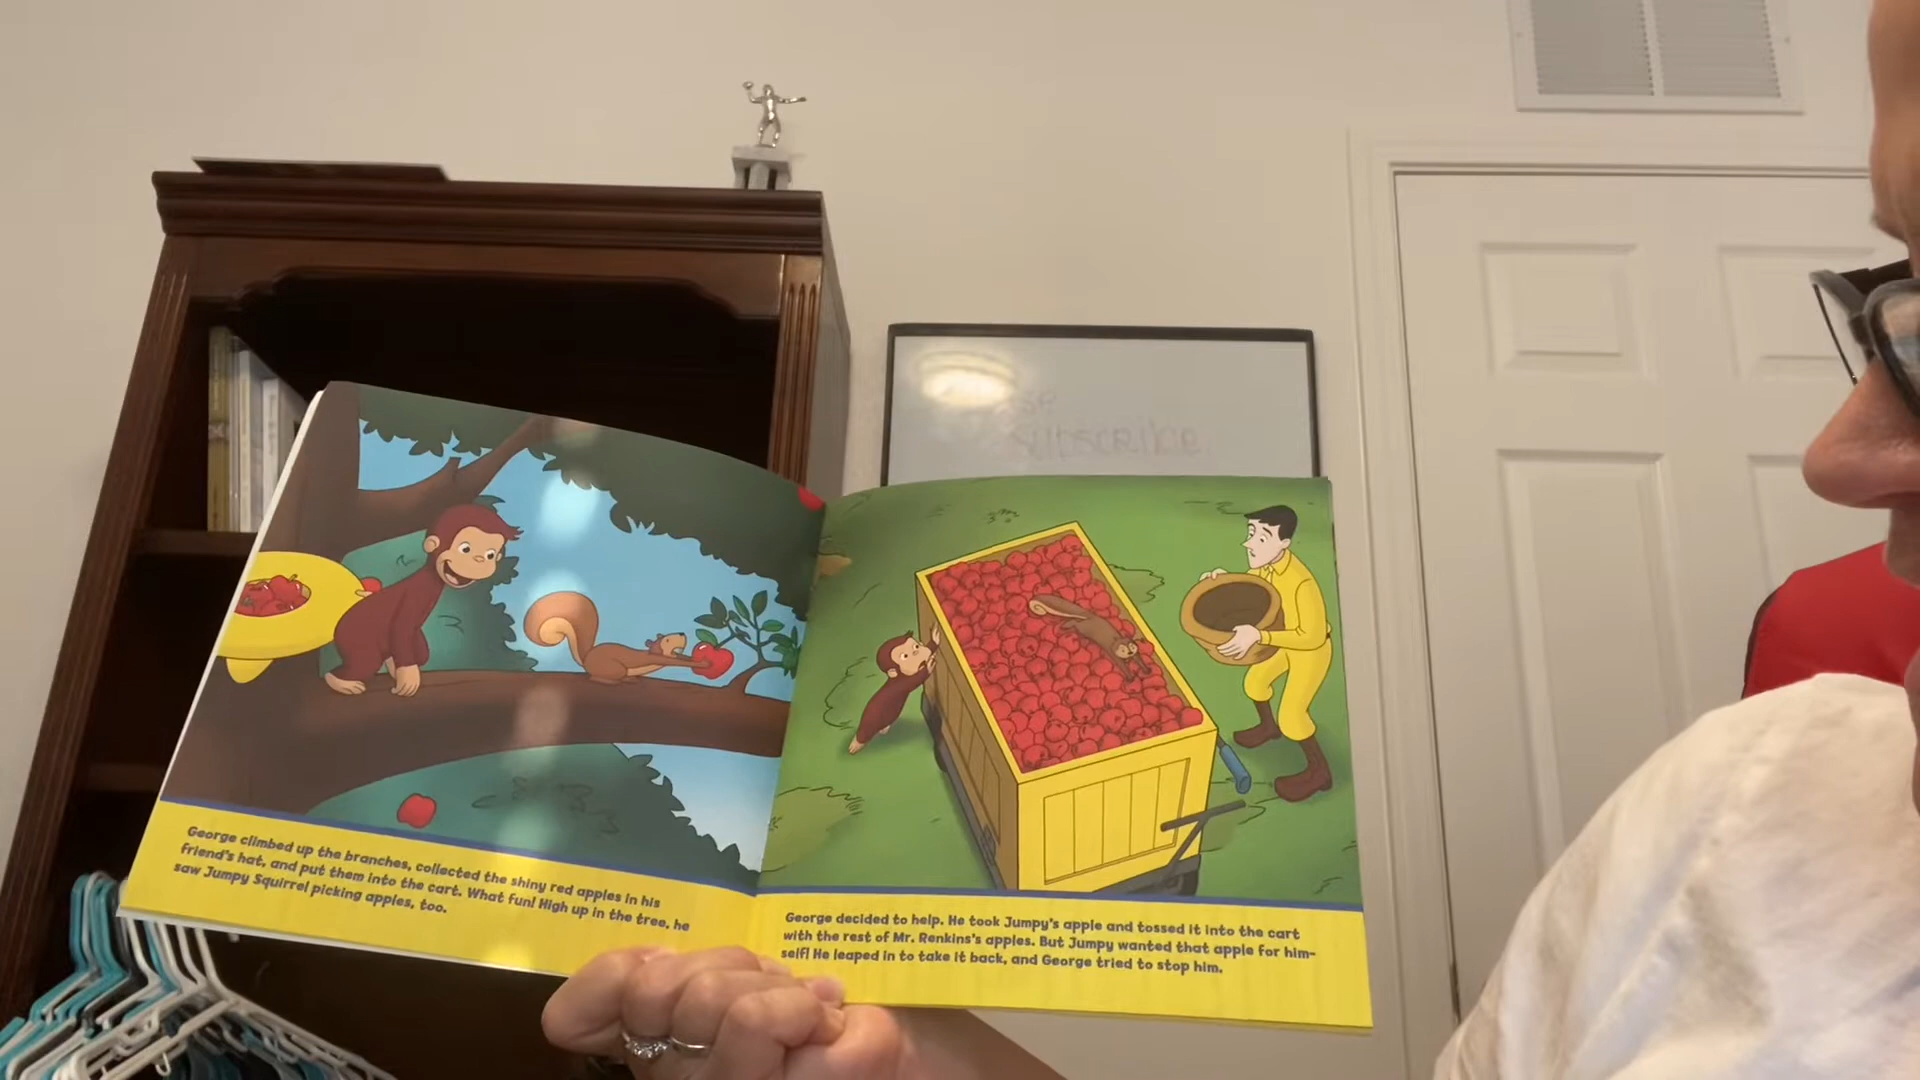 SUBSCRIBE
George climbed up the branches, collected the shiny red apples in his
friend's hat, and put them into the cart. What fun! High up in the tree, he
saw Jumpy Squirrel picking apples, too.
George decided to help. He took Jumpy's apple and tossed it into the cart
with the rest of Mr. Renkins's apples. But Jumpy wanted that apple for him-
self! He leaped in to take it back, and George tried to stop him.